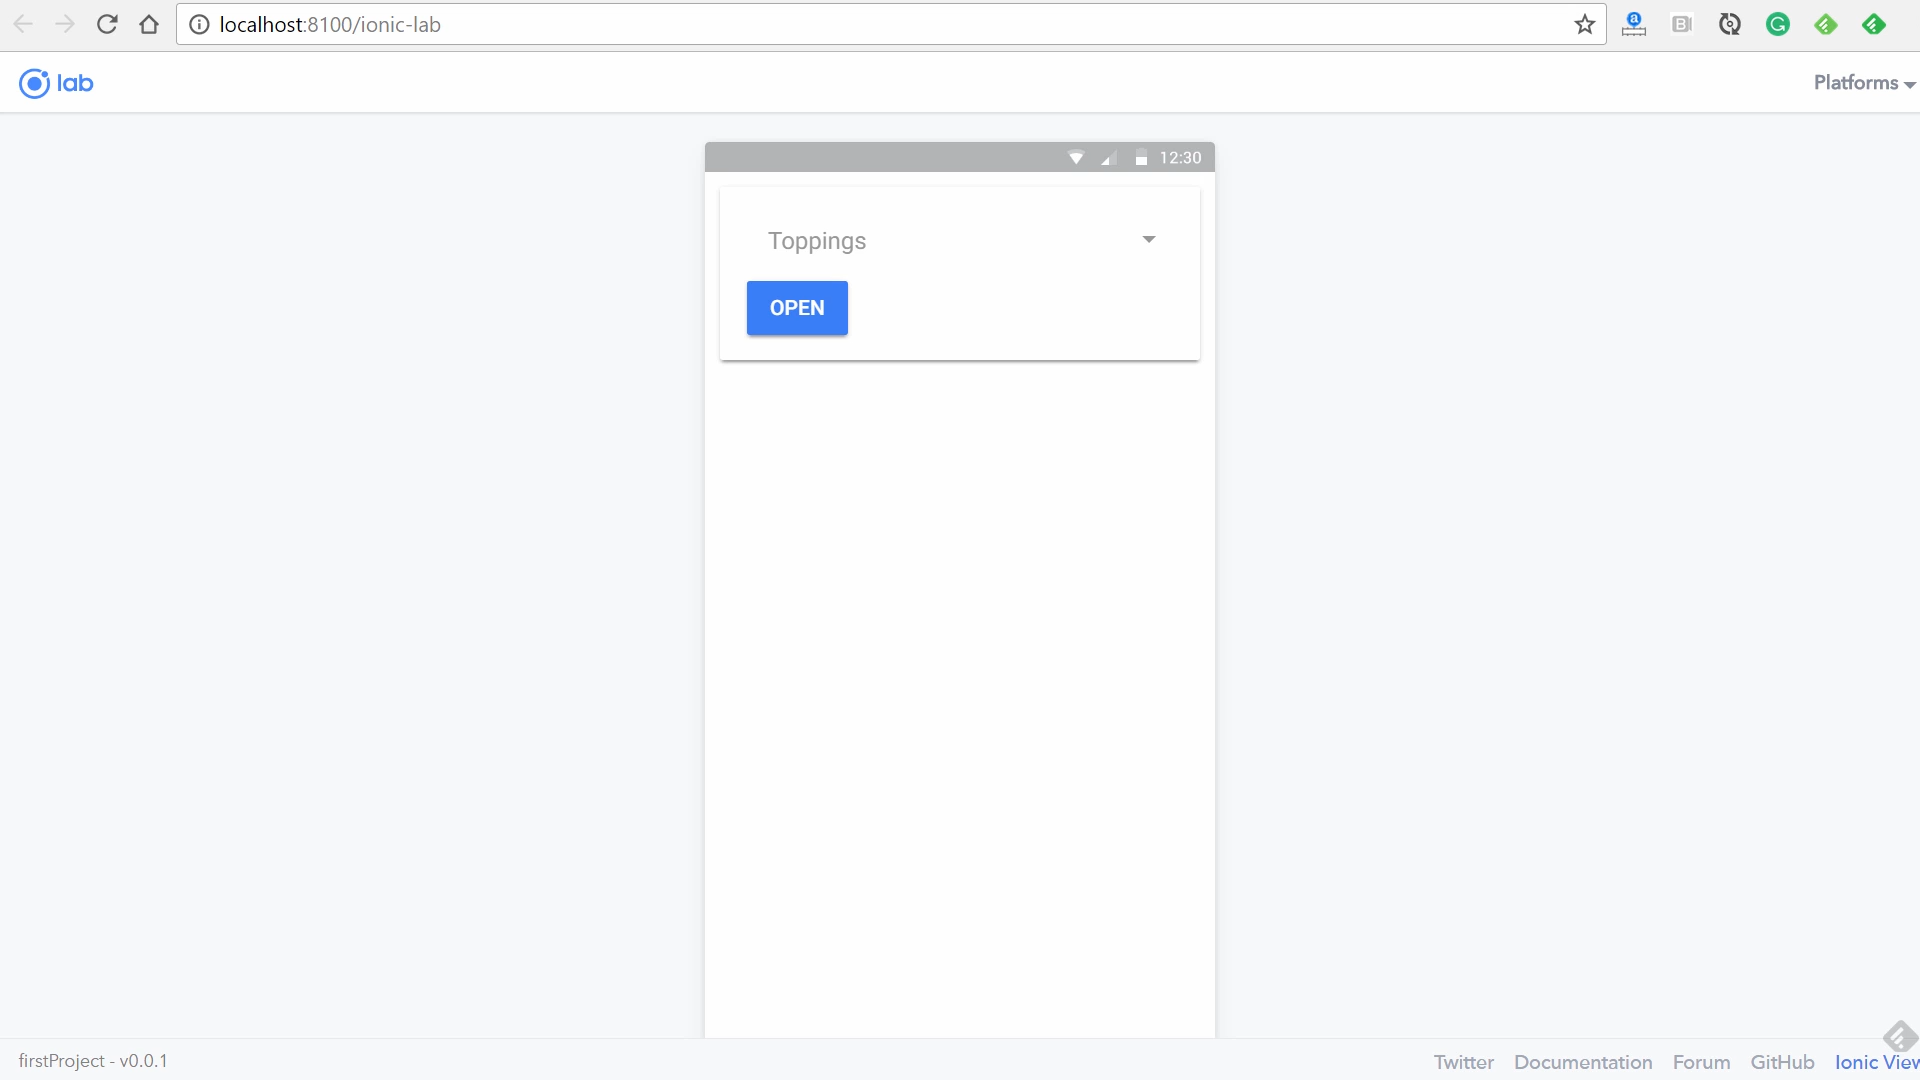 localhost:8100/ionic-lab
lab
Platforms
12:30
Toppings
OPEN
firstProject - v0.0.1
Twitter Documentation Forum GitHub Ionic View